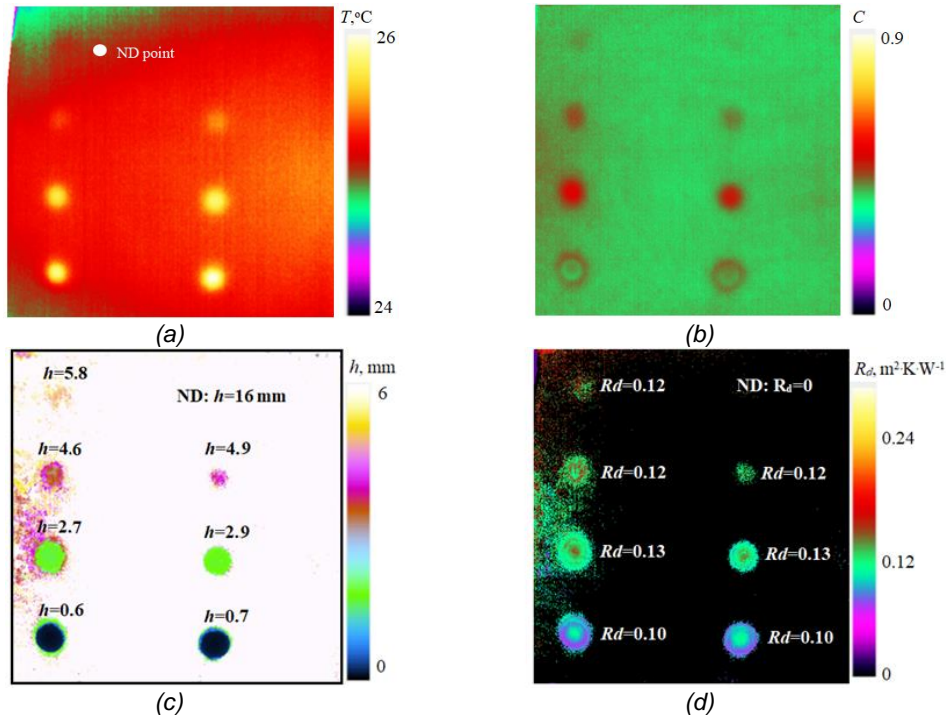 T,°C
26
ND point
24
(a)
C
0.9
0
(b)
h, mm
6
h=5.8
ND: h=16 mm
h=4.6
h=4.9
h=2.7
h=2.9
h=0.6
h=0.7
0
(c)
Rd, m²·K·W⁻¹
Rd=0.12
ND: Rd=0
0.24
Rd=0.12
Rd=0.12
0.12
Rd=0.13
Rd=0.13
Rd=0.10
Rd=0.10
0
(d)